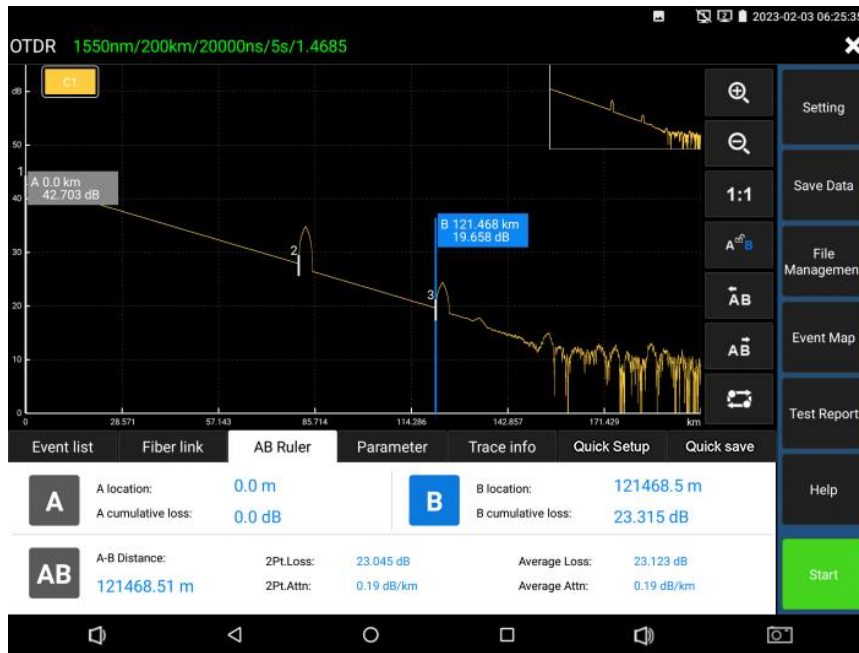 2023-02-03 06:25:35
OTDR 1550nm/200km/20000ns/5s/1.4685
C1
dB
50
40
30
20
10
0
1
A 0.0 km
42.703 dB
2
B 121.468 km
19.658 dB
3
0 28.571 57.143 85.714 114.286 142.857 171.429 km
1:1
A B
AB
AB
Setting
Save Data
File
Managemen
Event Map
Test Report
Help
Start
Event list Fiber link AB Ruler Parameter Trace info Quick Setup Quick save
A A location: 0.0 m B B location: 121468.5 m
A cumulative loss: 0.0 dB B cumulative loss: 23.315 dB
AB A-B Distance: 2Pt.Loss: 23.045 dB Average Loss: 23.123 dB
121468.51 m 2Pt.Attn: 0.19 dB/km Average Attn: 0.19 dB/km